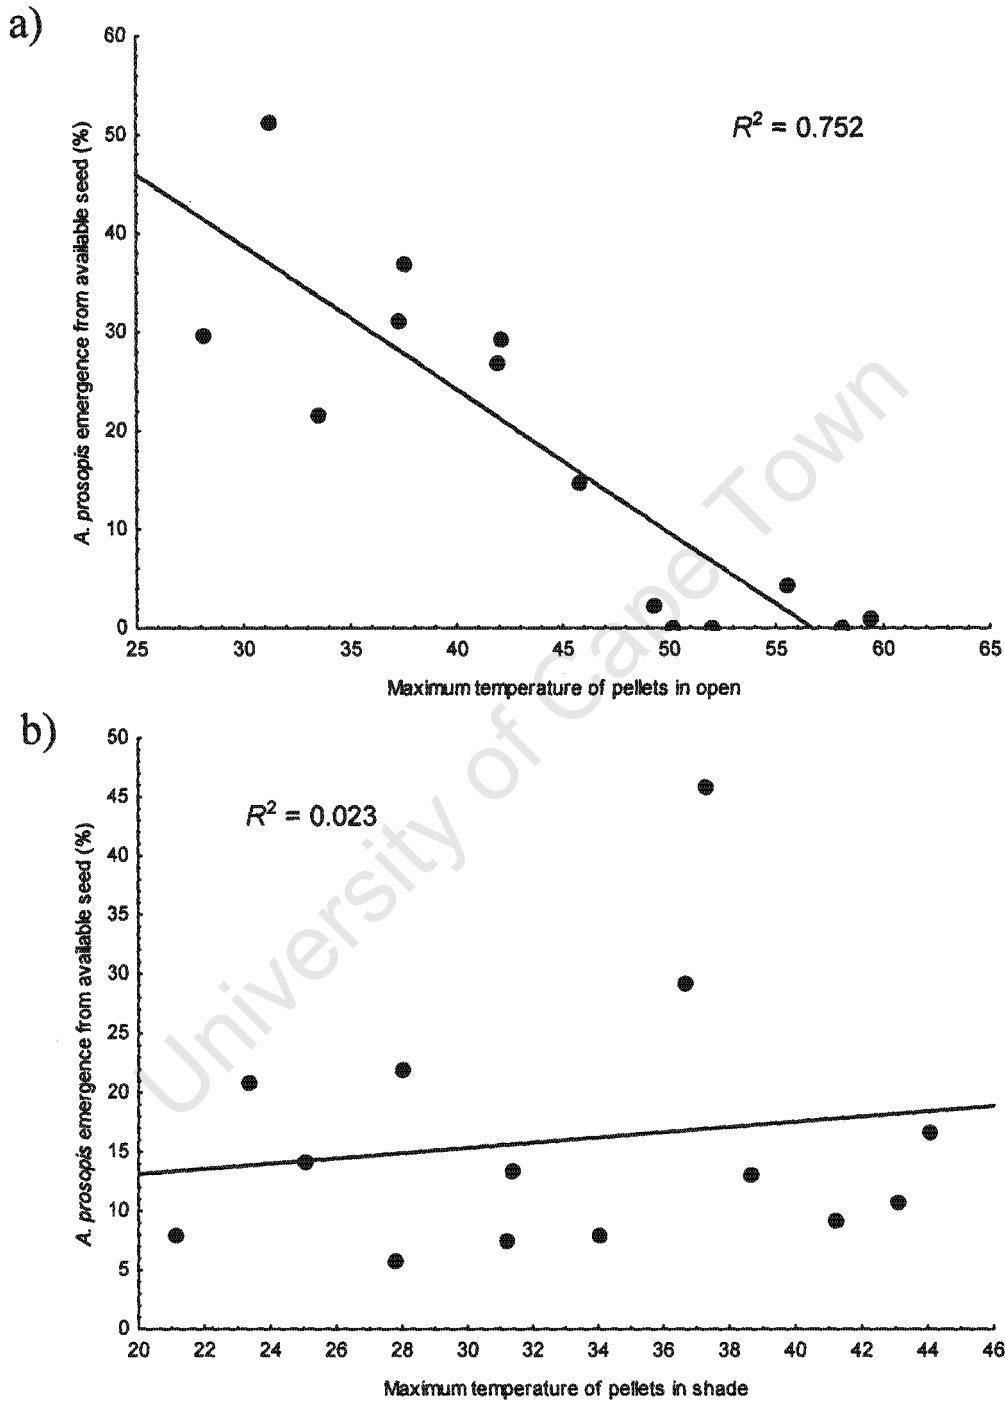 a)
60
50
40
30
20
10
0
A. prosopis emergence from available seed (%)
R² = 0.752
25 30 35 40 45 50 55 60 65
Maximum temperature of pellets in open
b)
50
45
40
35
30
25
20
15
10
5
0
A. prosopis emergence from available seed (%)
R² = 0.023
20 22 24 26 28 30 32 34 36 38 40 42 44 46
Maximum temperature of pellets in shade
University of Cape Town